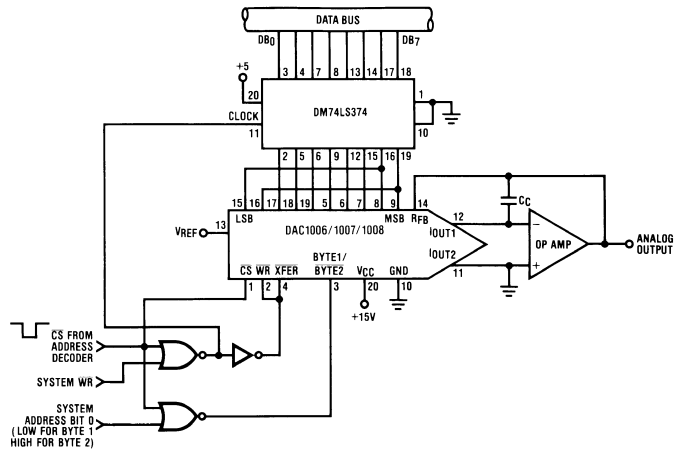 DATA BUS
DB0 DB7
+5
3 4 7 8 13 14 17 18
20
1
DM74LS374
CLOCK
11
10
2 5 6 9 12 15 16 19
15 16 17 18 19 5 6 7 8 9 14
LSB MSB RFB
CC
VREF 13
DAC1006/1007/1008
IOUT1
12
BYTE1/
BYTE2
IOUT2
11
OP AMP
ANALOG
OUTPUT
CS WR XFER
VCC GND
1 2 4 3 20 10
+15V
CS FROM
ADDRESS
DECODER
SYSTEM WR
SYSTEM
ADDRESS BIT 0
(LOW FOR BYTE 1
HIGH FOR BYTE 2)